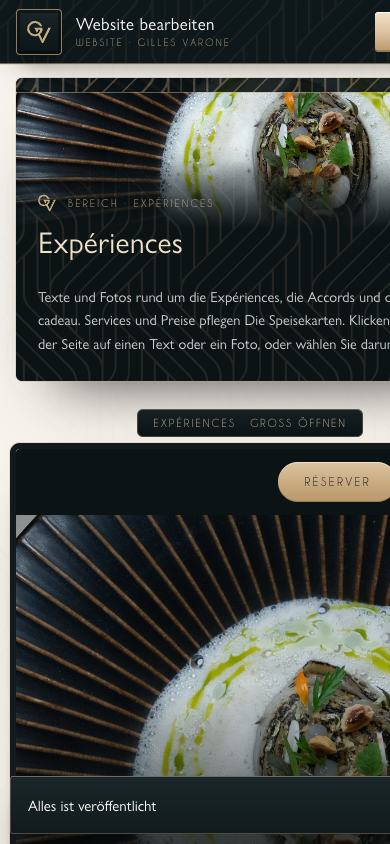 GV
Website bearbeiten
WEBSITE · GILLES VARONE
GV BEREICH · EXPÉRIENCES
Expériences
Texte und Fotos rund um die Expériences, die Accords und
cadeau. Services und Preise pflegen Die Speisekarten. Klicken
der Seite auf einen Text oder ein Foto, oder wählen Sie
EXPÉRIENCES GROSS ÖFFNEN
RÉSERVER
Alles ist veröffentlicht